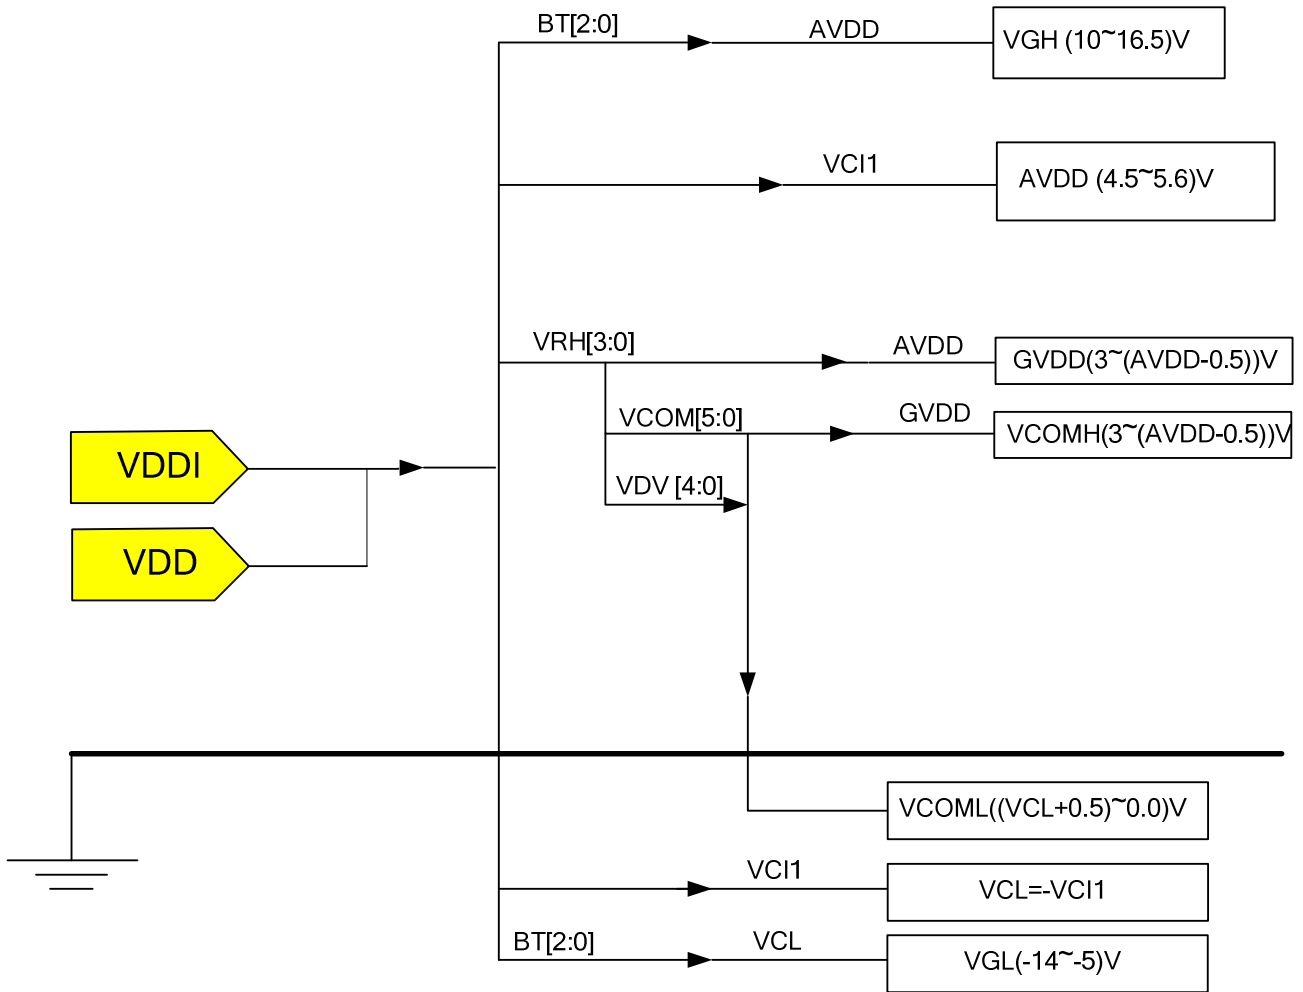 BT[2:0]
AVDD
VGH (10~16.5)V
VCI1
AVDD (4.5~5.6)V
VRH[3:0]
AVDD
GVDD(3~(AVDD-0.5))V
VCOM[5:0]
GVDD
VCOMH(3~(AVDD-0.5))V
VDDI
VDV [4:0]
VDD
VCOML((VCL+0.5)~0.0)V
VCI1
VCL=-VCI1
BT[2:0]
VCL
VGL(-14~-5)V